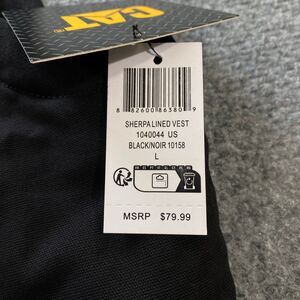 CAT
8 82600 86380 9
SHERPA LINED VEST
1040044 US
BLACK/NOIR 10158
L
MSRP $79.99